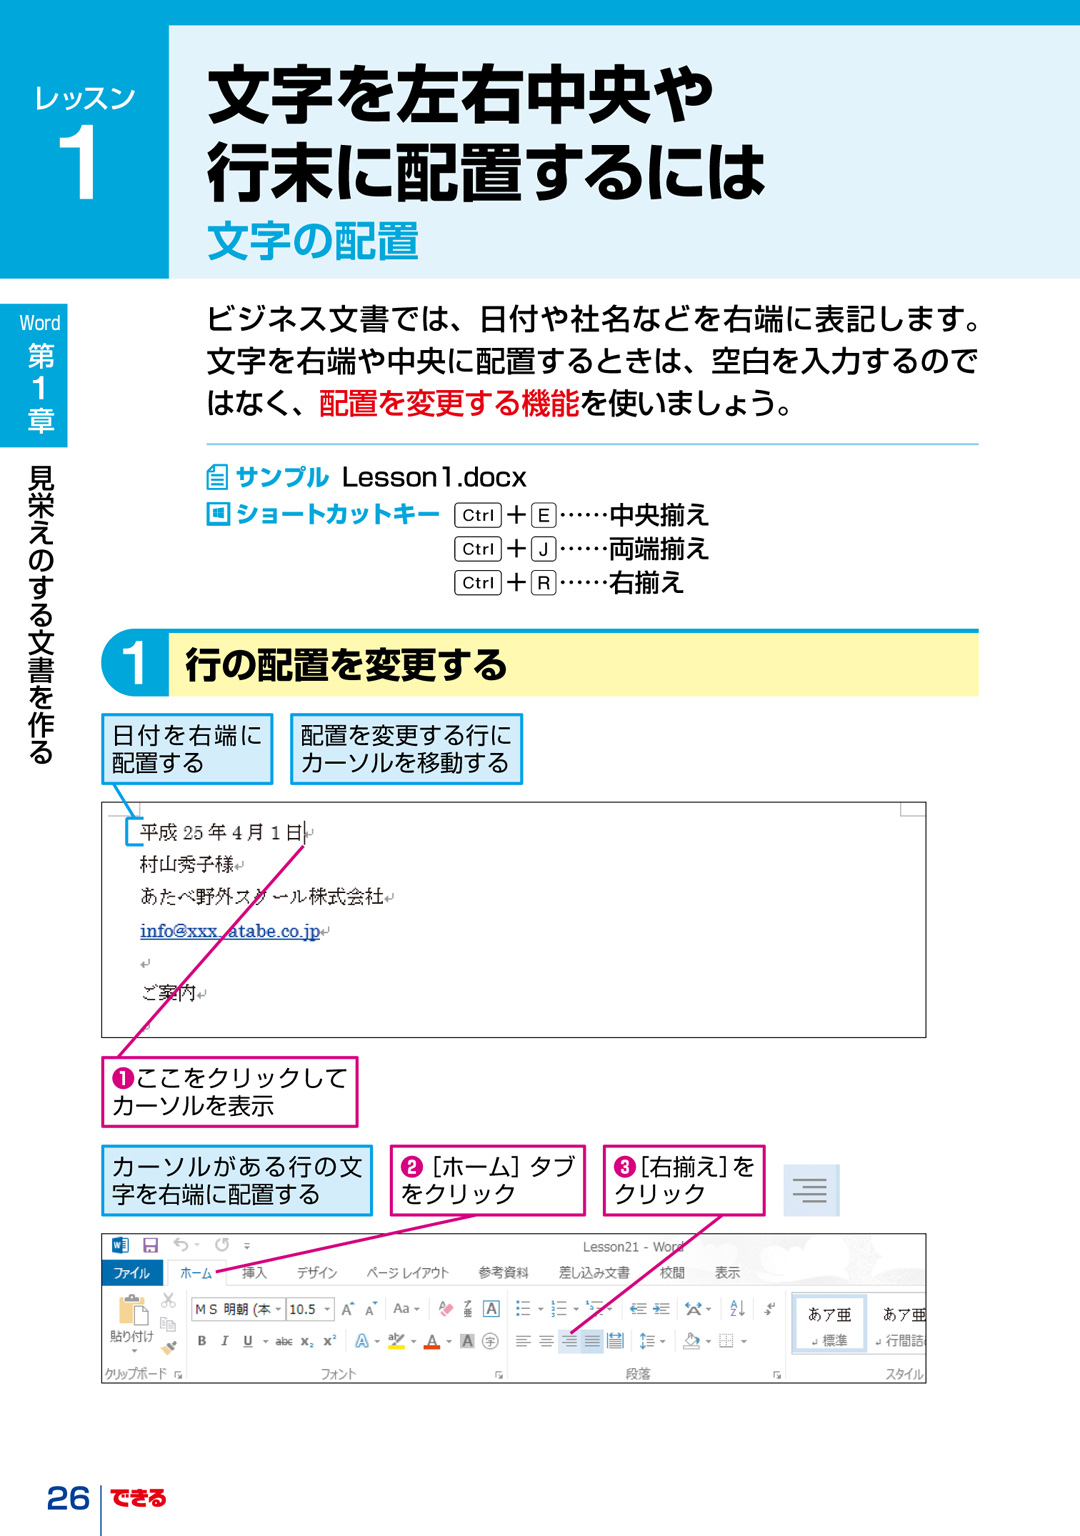 レッスン
1
文字を左右中央や
行末に配置するには
文字の配置
Word
第1章
見栄えのする文書を作る
ビジネス文書では、日付や社名などを右端に表記します。
文字を右端や中央に配置するときは、空白を入力するので
はなく、配置を変更する機能を使いましょう。
サンプル Lesson1.docx
ショートカットキー Ctrl＋E……中央揃え
Ctrl＋J……両端揃え
Ctrl＋R……右揃え
1 行の配置を変更する
日付を右端に
配置する
配置を変更する行に
カーソルを移動する
平成 25 年 4 月 1 日
村山秀子様
あたべ野外スクール株式会社
info@xxx.atabe.co.jp
ご案内
❶ここをクリックして
カーソルを表示
カーソルがある行の文
字を右端に配置する
❷［ホーム］タブ
をクリック
❸［右揃え］を
クリック
Lesson21 - Word
ファイル ホーム 挿入 デザイン ページ レイアウト 参考資料 差し込み文書 校閲 表示
貼り付け
ＭＳ 明朝 (本 10.5 A A Aa ア亜 A
B I U abc x₂ x² A ab A A 字
A Z
あア亜 標準
あア亜 行間詰
クリップボード フォント 段落 スタイル
26 できる